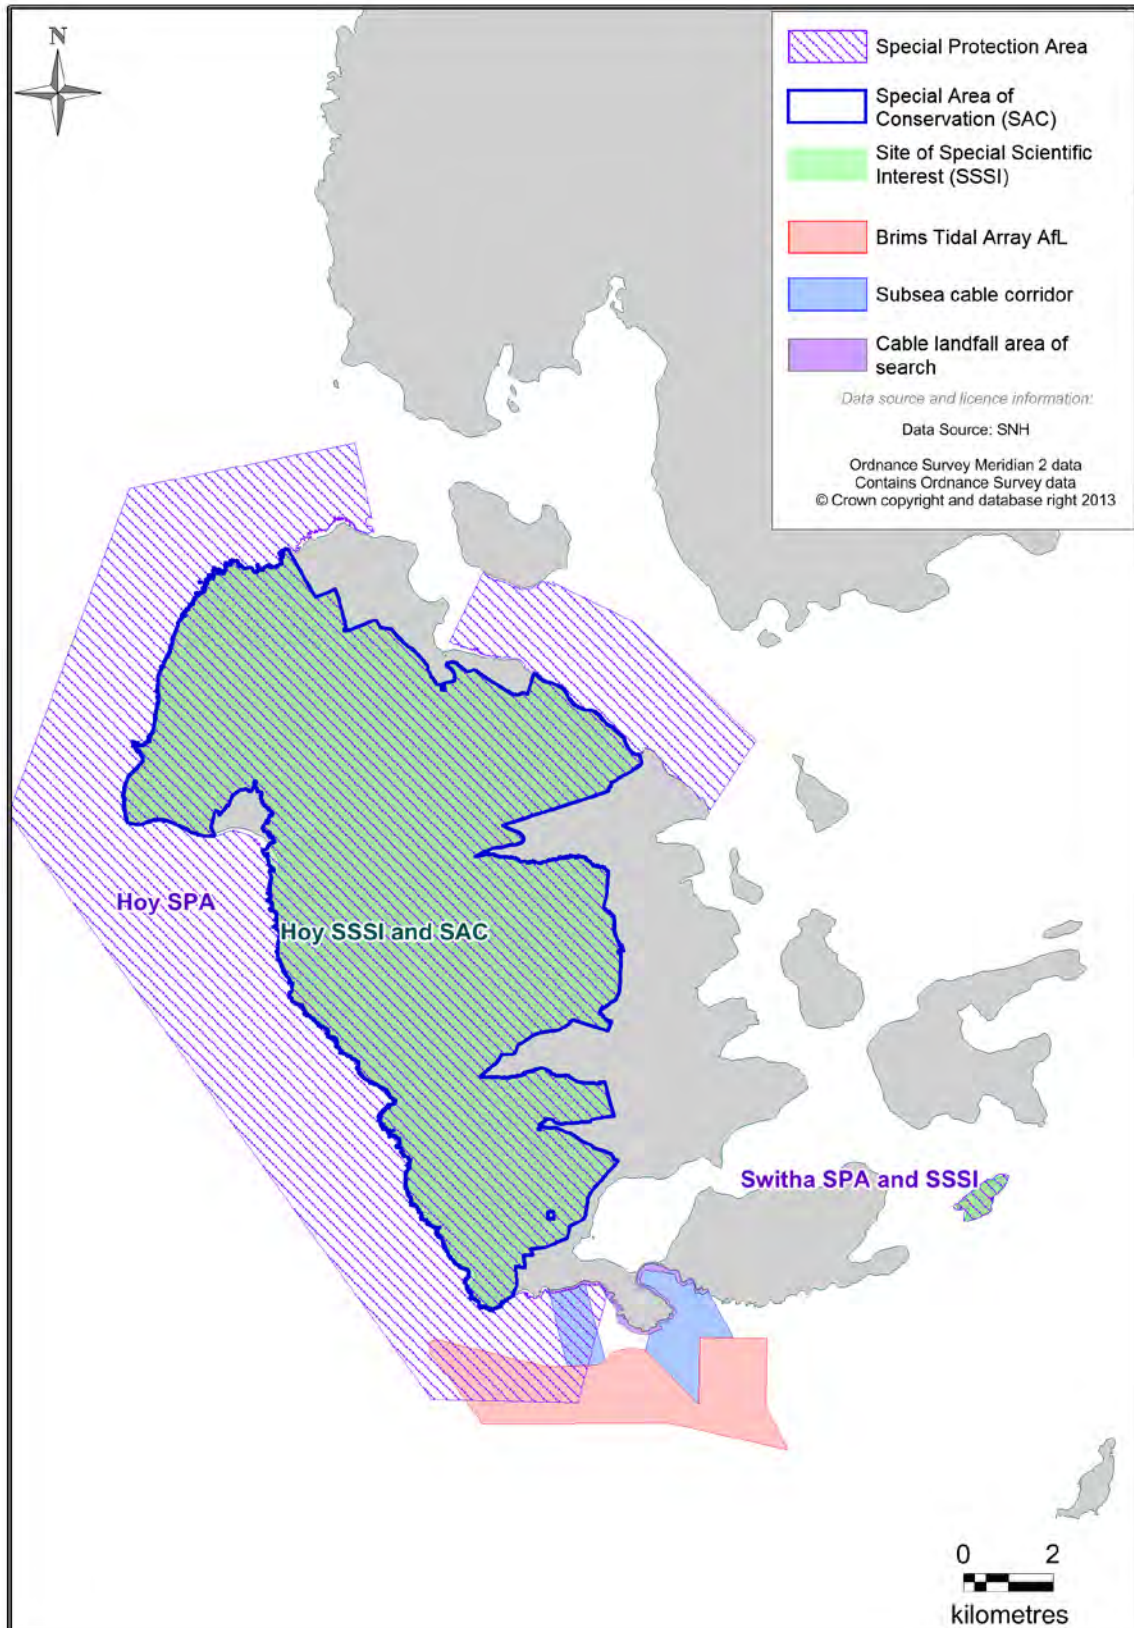 N
Special Protection Area
Special Area of
Conservation (SAC)
Site of Special Scientific
Interest (SSSI)
Brims Tidal Array AfL
Subsea cable corridor
Cable landfall area of
search
Data source and licence information:
Data Source: SNH
Ordnance Survey Meridian 2 data
Contains Ordnance Survey data
© Crown copyright and database right 2013
Hoy SPA
Hoy SSSI and SAC
Switha SPA and SSSI
0 2
kilometres